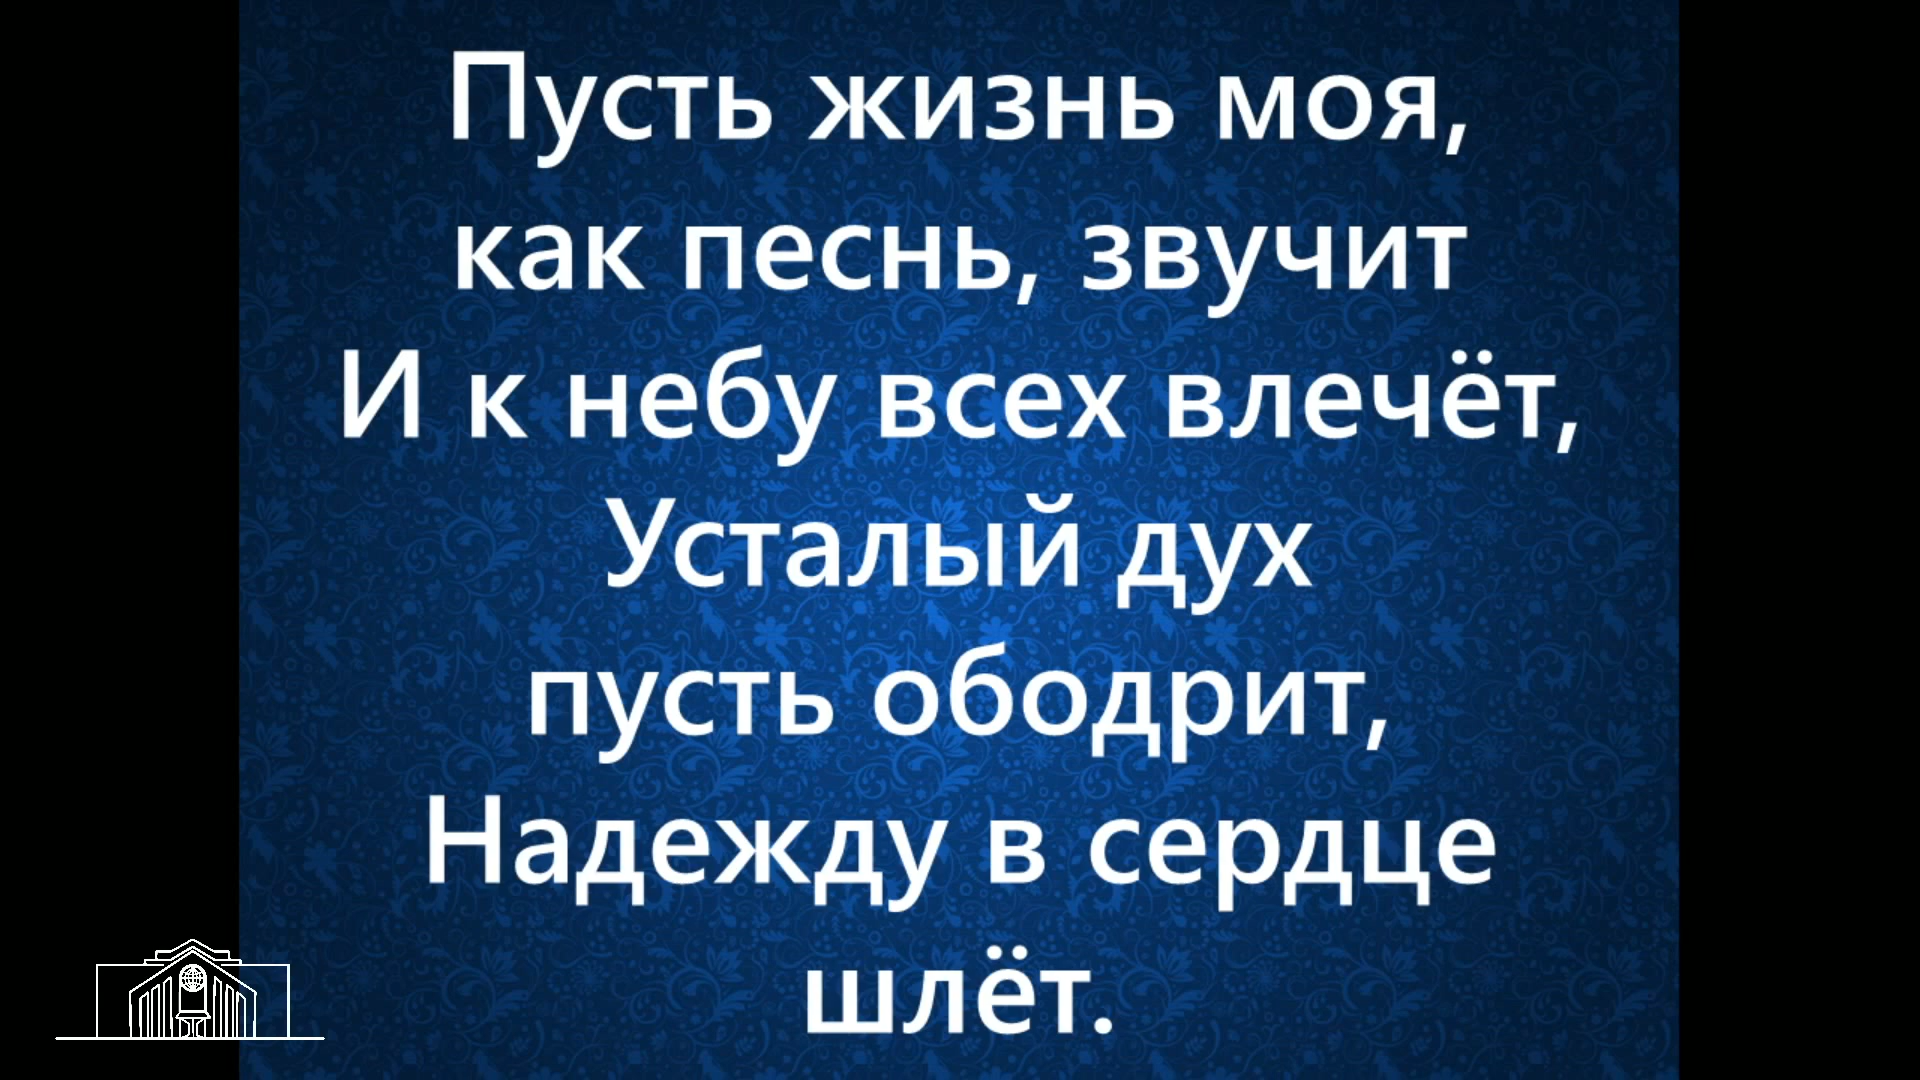 Пусть жизнь моя,
как песнь, звучит
И к небу всех влечёт,
Усталый дух
пусть ободрит,
Надежду в сердце
шлёт.